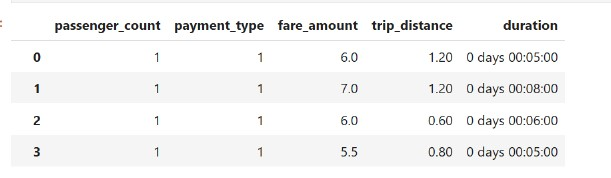 passenger_count payment_type fare_amount trip_distance duration
0 1 1 6.0 1.20 0 days 00:05:00
1 1 1 7.0 1.20 0 days 00:08:00
2 1 1 6.0 0.60 0 days 00:06:00
3 1 1 5.5 0.80 0 days 00:05:00